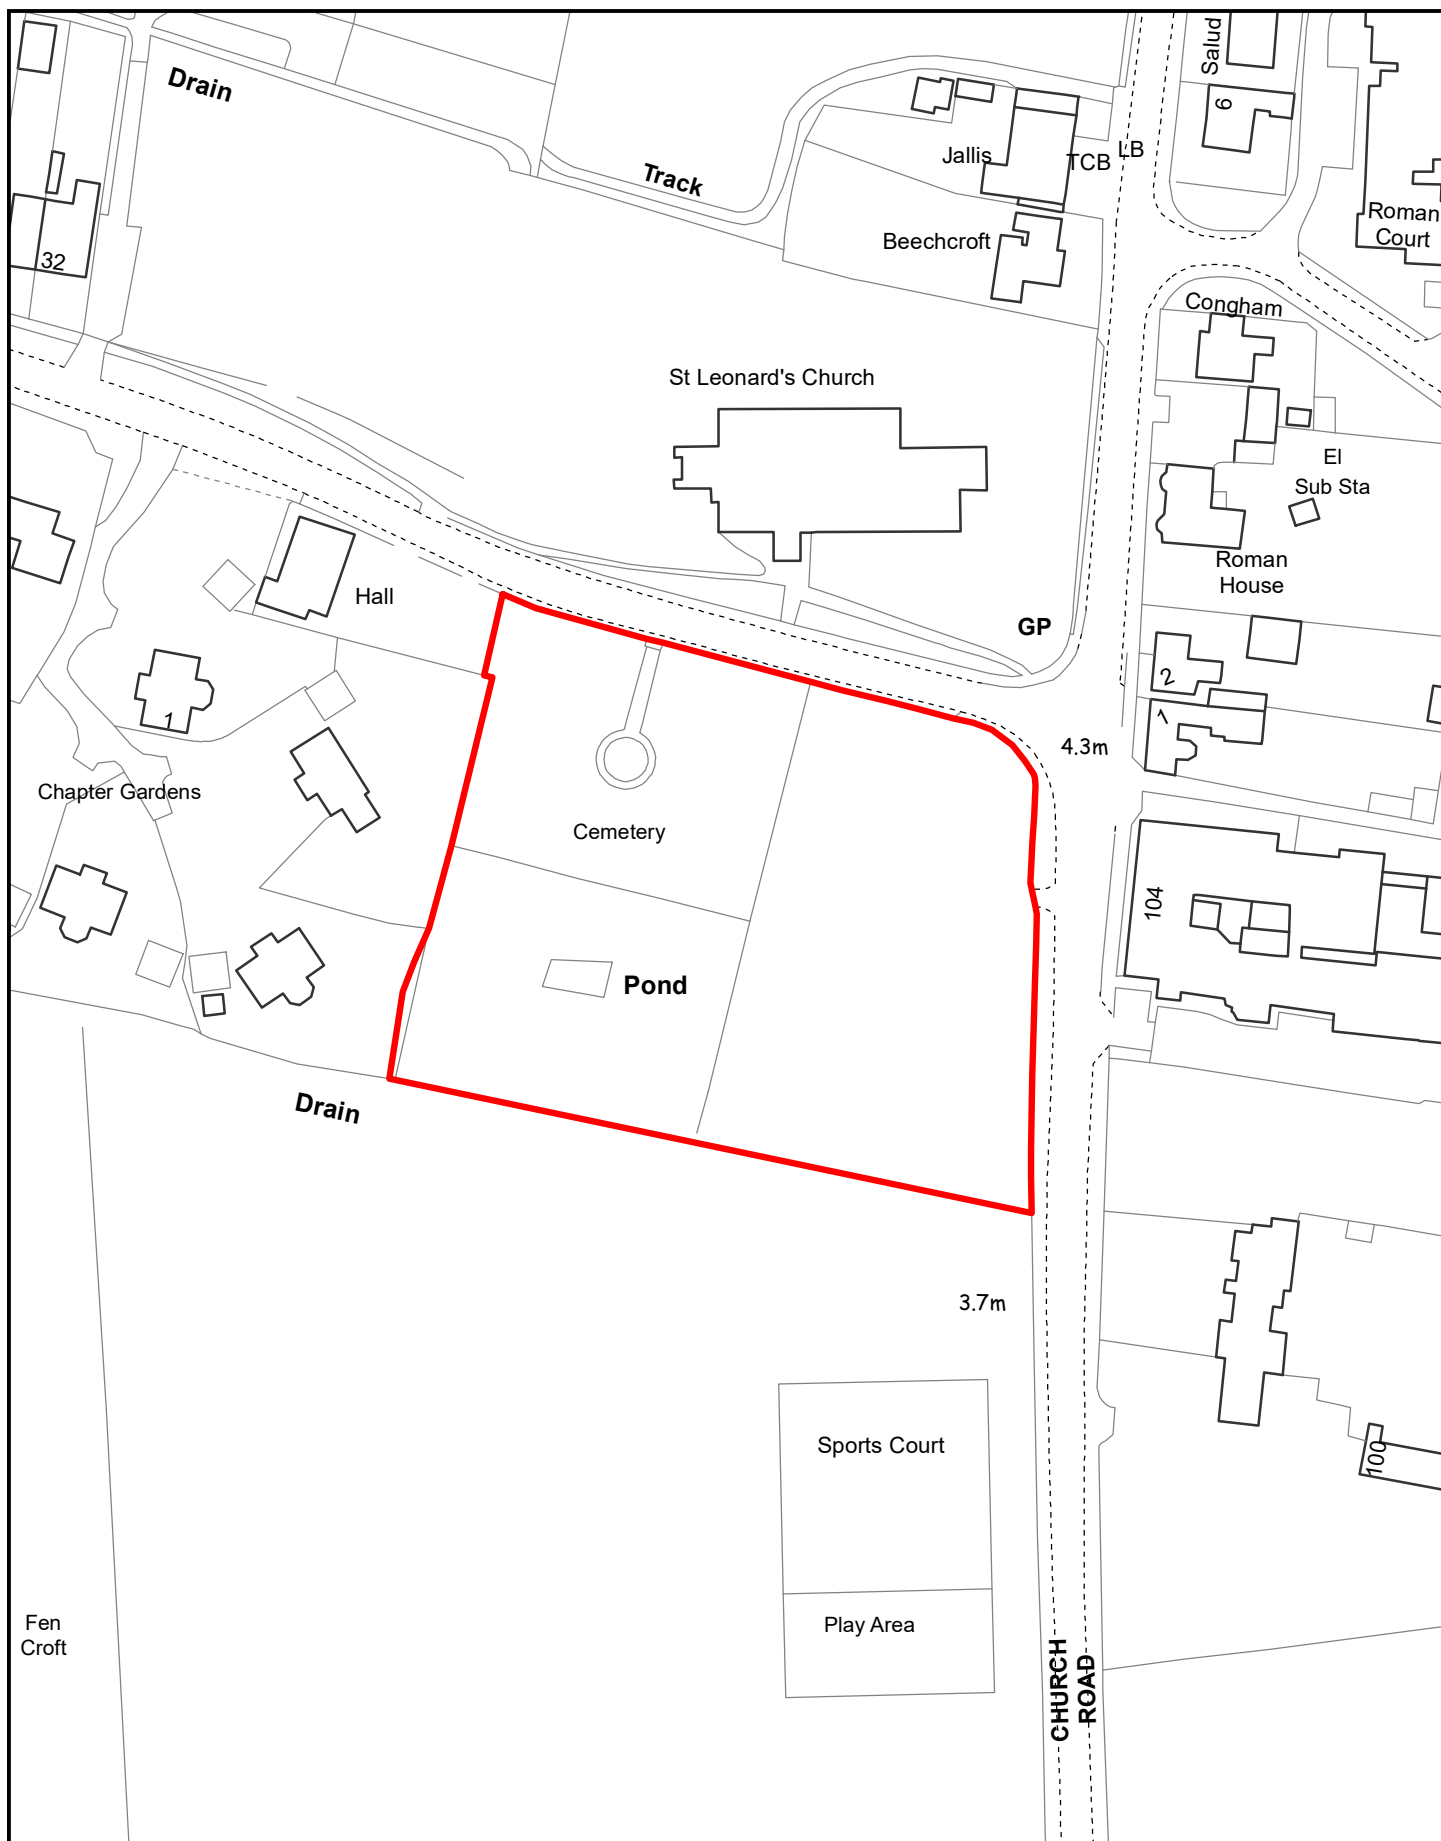 Salud
Drain
6
Jallis
TCB
LB
Track
Roman
Court
Beechcroft
32
Congham
St Leonard's Church
El
Sub Sta
Roman
House
Hall
GP
2
1
1
4.3m
Chapter Gardens
Cemetery
104
Pond
Drain
3.7m
Sports Court
100
Play Area
Fen
Croft
CHURCH
ROAD